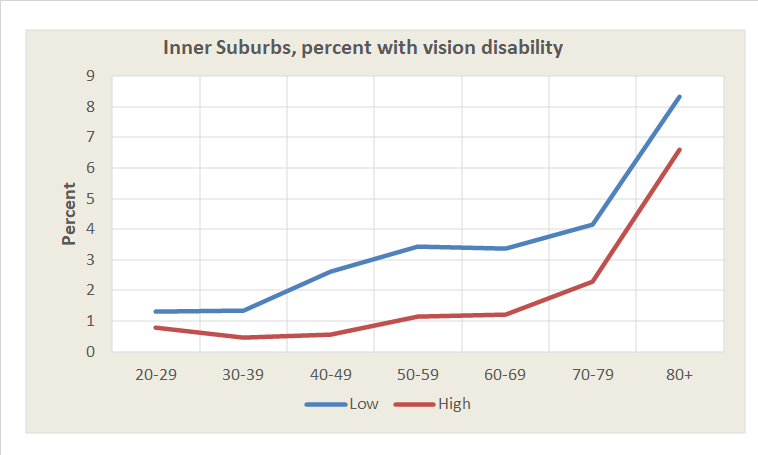 Inner Suburbs, percent with vision disability
9
8
7
6
5
4
3
2
1
0
Percent
20-29 30-39 40-49 50-59 60-69 70-79 80+
Low High